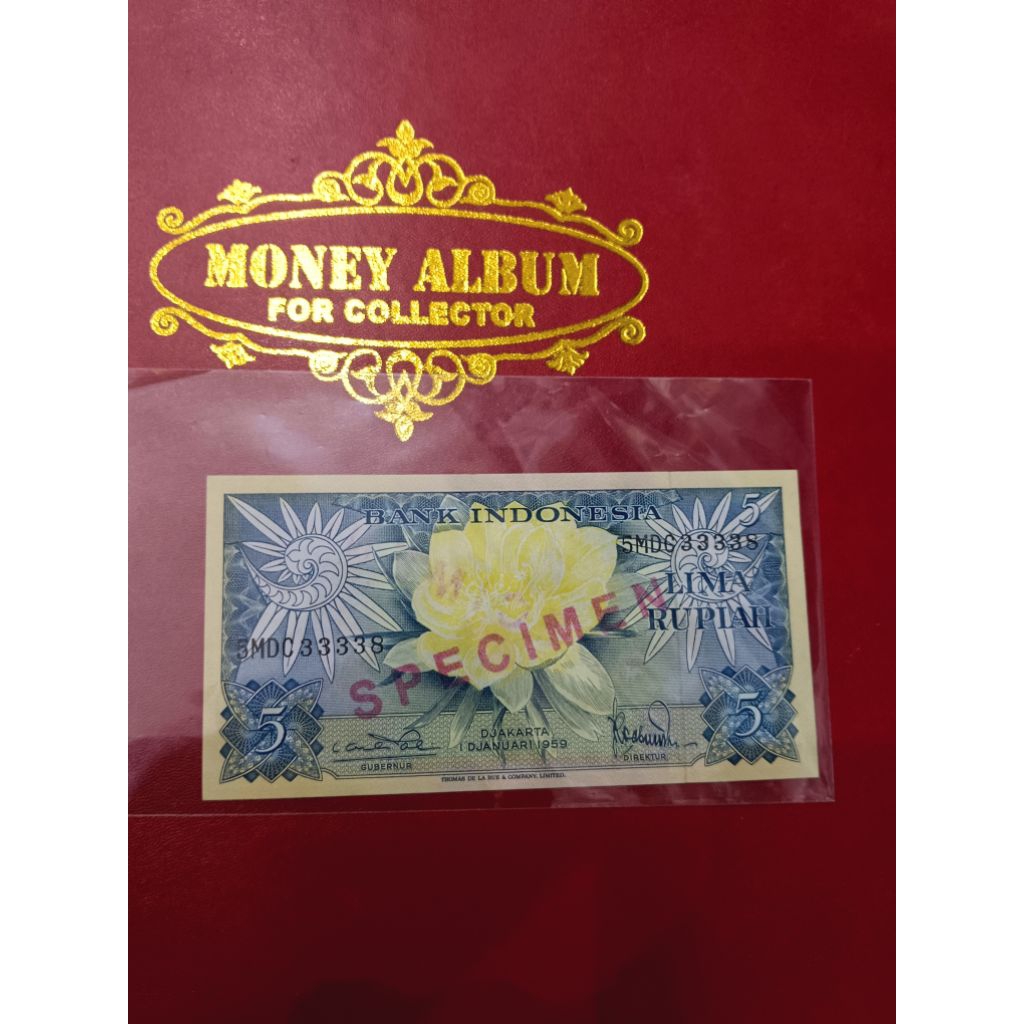 MONEY ALBUM
FOR COLLECTOR
BANK INDONESIA
5
5MDC33338
LIMA
RUPIAH
5MDC33338
SPECIMEN
5
5
DJAKARTA
1 DJANUARI 1959
GUBERNUR
DIREKTUR
THOMAS DE LA RUE & COMPANY, LIMITED.